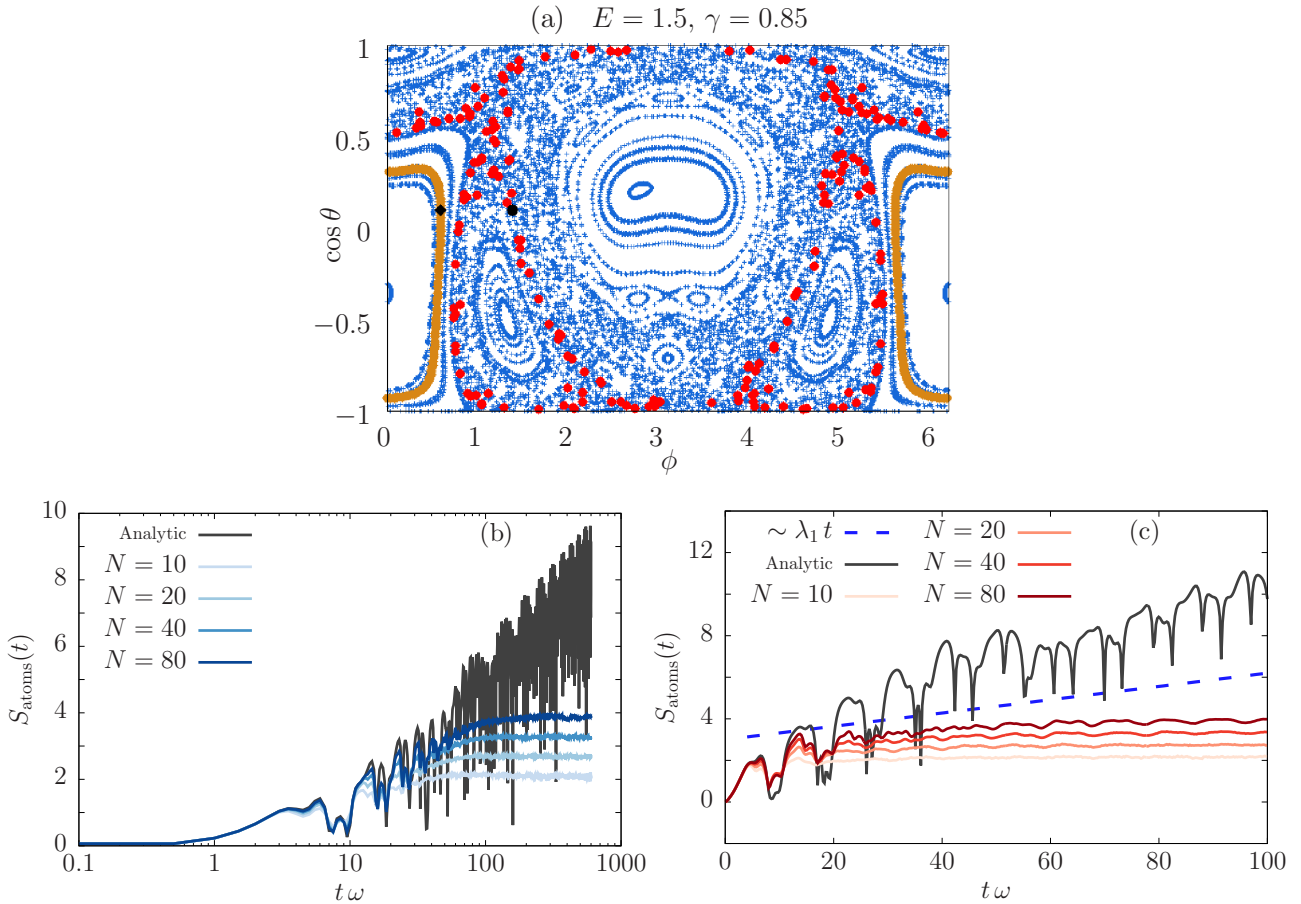 (a) E = 1.5, γ = 0.85
1
0.5
0
−0.5
−1
cos θ
0 1 2 3 4 5 6
ϕ
(b)
10
8
6
4
2
0
S_atoms(t)
Analytic
N = 10
N = 20
N = 40
N = 80
0.1 1 10 100 1000
t ω
(c)
14
12
8
4
0
S_atoms(t)
∼ λ₁ t
Analytic
N = 10
N = 20
N = 40
N = 80
0 20 40 60 80 100
t ω